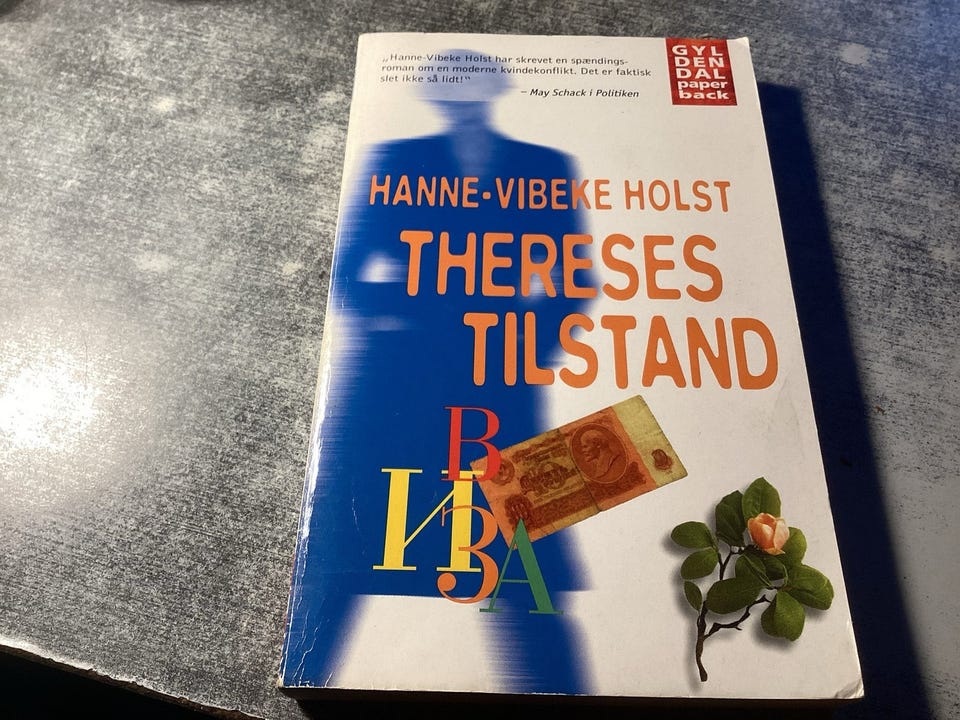 „Hanne-Vibeke Holst har skrevet en spændings-
roman om en moderne kvindekonflikt. Det er faktisk
slet ikke så lidt!“
– May Schack i Politiken
GYL
DEN
DAL
paper
back
HANNE-VIBEKE HOLST
THERESES
TILSTAND
В
И
З
А